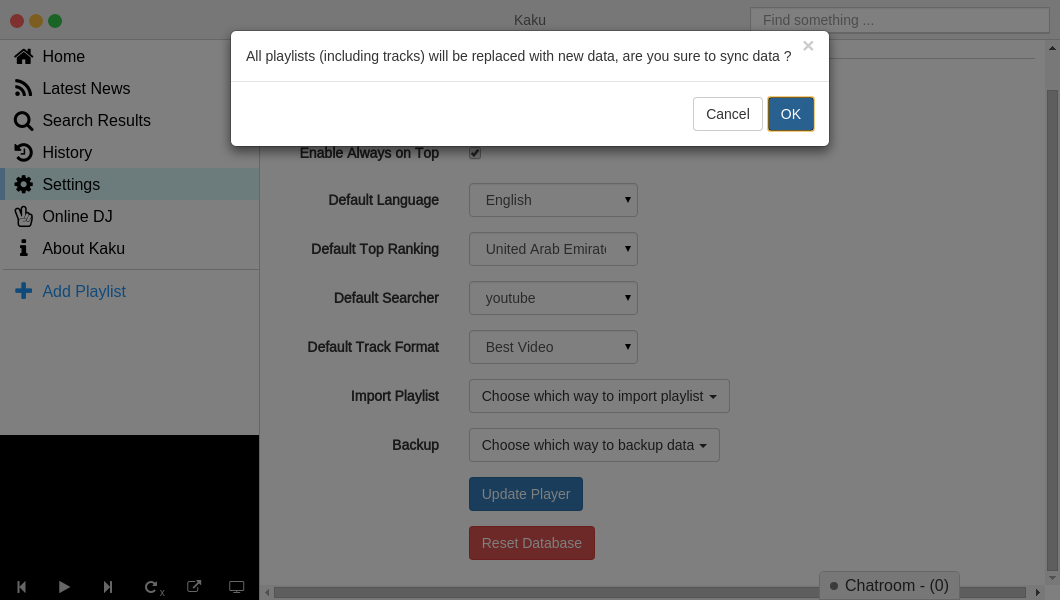 Kaku
Find something ...
All playlists (including tracks) will be replaced with new data, are you sure to sync data ?
×
Cancel
OK
Home
Latest News
Search Results
History
Settings
Online DJ
About Kaku
Add Playlist
Enable Always on Top
Default Language
English
Default Top Ranking
United Arab Emirat
Default Searcher
youtube
Default Track Format
Best Video
Import Playlist
Choose which way to import playlist
Backup
Choose which way to backup data
Update Player
Reset Database
x
Chatroom - (0)